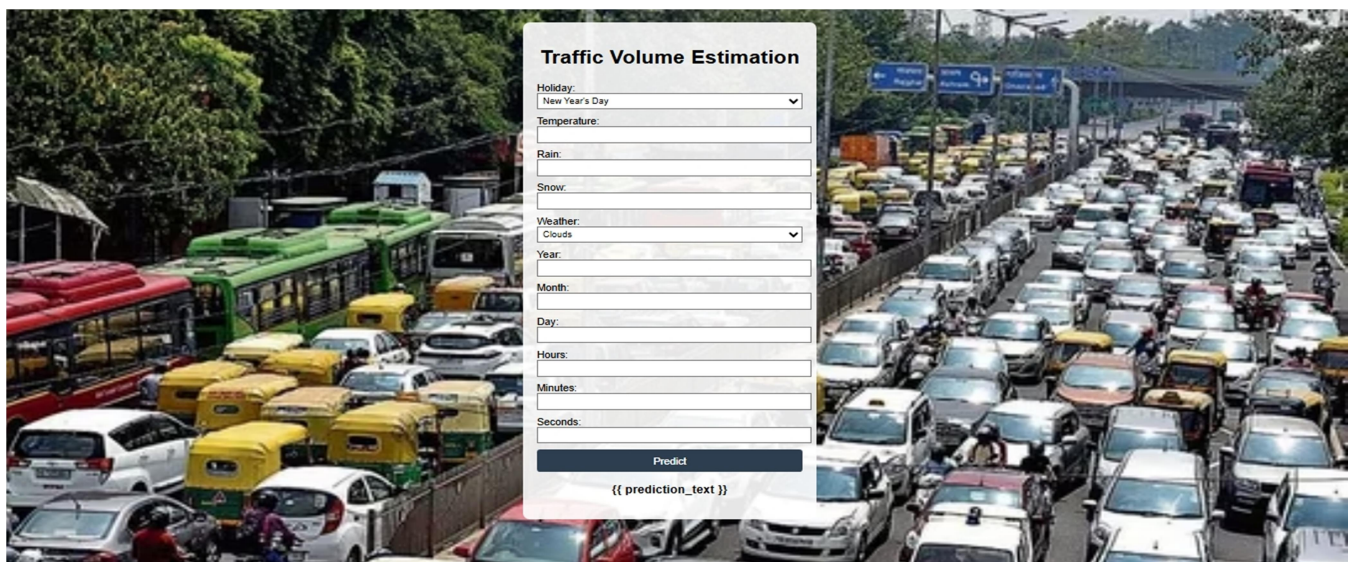 Traffic Volume Estimation
Holiday:
New Year's Day
Temperature:
Rain:
Snow:
Weather:
Clouds
Year:
Month:
Day:
Hours:
Minutes:
Seconds:
Predict
{{ prediction_text }}